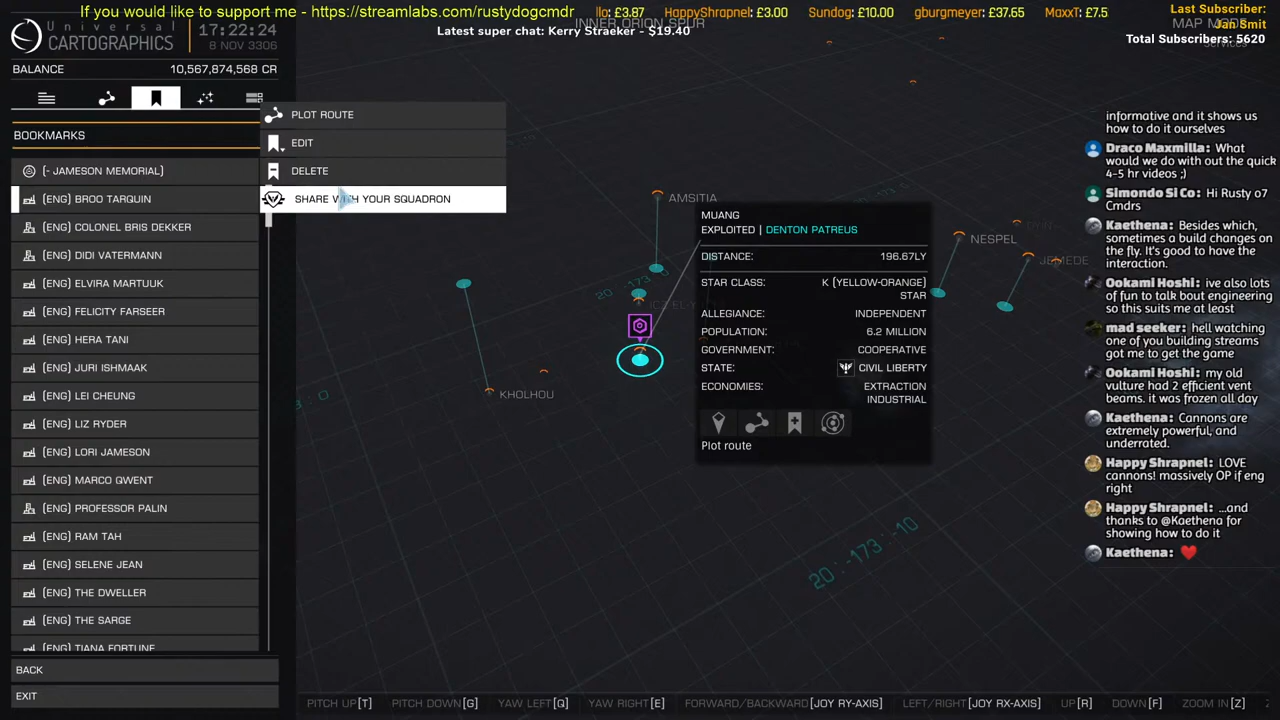 If you would like to support me - https://streamlabs.com/rustydogcmdr
HappyShrapnel: £3.00
Sundog: £10.00
gburgmeyer: £37.65
MaxxT: £7.5
Latest super chat: Kerry Straeker - $19.40
Last Subscriber:
Jan Smit
Total Subscribers: 5620
INNER ORION SPUR
Universal
CARTOGRAPHICS
17:22:24
8 NOV 3306
BALANCE
10,567,874,568 CR
BOOKMARKS
(- JAMESON MEMORIAL)
(ENG) BROO TARQUIN
(ENG) COLONEL BRIS DEKKER
(ENG) DIDI VATERMANN
(ENG) ELVIRA MARTUUK
(ENG) FELICITY FARSEER
(ENG) HERA TANI
(ENG) JURI ISHMAAK
(ENG) LEI CHEUNG
(ENG) LIZ RYDER
(ENG) LORI JAMESON
(ENG) MARCO QWENT
(ENG) PROFESSOR PALIN
(ENG) RAM TAH
(ENG) SELENE JEAN
(ENG) THE DWELLER
(ENG) THE SARGE
(ENG) TIANA FORTUNE
BACK
EXIT
PLOT ROUTE
EDIT
DELETE
SHARE WITH YOUR SQUADRON
AMSITIA
KHOLHOU
NESPEL
JEMEDE
20 : -173 : -10
MUANG
EXPLOITED | DENTON PATREUS
DISTANCE: 196.67LY
STAR CLASS: K (YELLOW-ORANGE)
STAR
ALLEGIANCE: INDEPENDENT
POPULATION: 6.2 MILLION
GOVERNMENT: COOPERATIVE
STATE: CIVIL LIBERTY
ECONOMIES: EXTRACTION
INDUSTRIAL
Plot route
informative and it shows us
how to do it ourselves
Draco Maxmilla: What
would we do with out the quick
4-5 hr videos ;)
Simondo Si Co: Hi Rusty o7
Cmdrs
Kaethena: Besides which,
sometimes a build changes on
the fly. It's good to have the
interaction.
Ookami Hoshi: ive also lots
of fun to talk bout engineering
so this suits me at least
mad seeker: hell watching
one of you building streams
got me to get the game
Ookami Hoshi: my old
vulture had 2 efficient vent
beams. it was frozen all day
Kaethena: Cannons are
extremely powerful, and
underrated.
Happy Shrapnel: LOVE
cannons! massively OP if eng
right
Happy Shrapnel: ...and
thanks to @Kaethena for
showing how to do it
Kaethena: ❤️
PITCH UP[T] PITCH DOWN[G] YAW LEFT[Q] YAW RIGHT[E] FORWARD/BACKWARD[JOY RY-AXIS] LEFT/RIGHT[JOY RX-AXIS] UP[R] DOWN[F] ZOOM IN[Z]